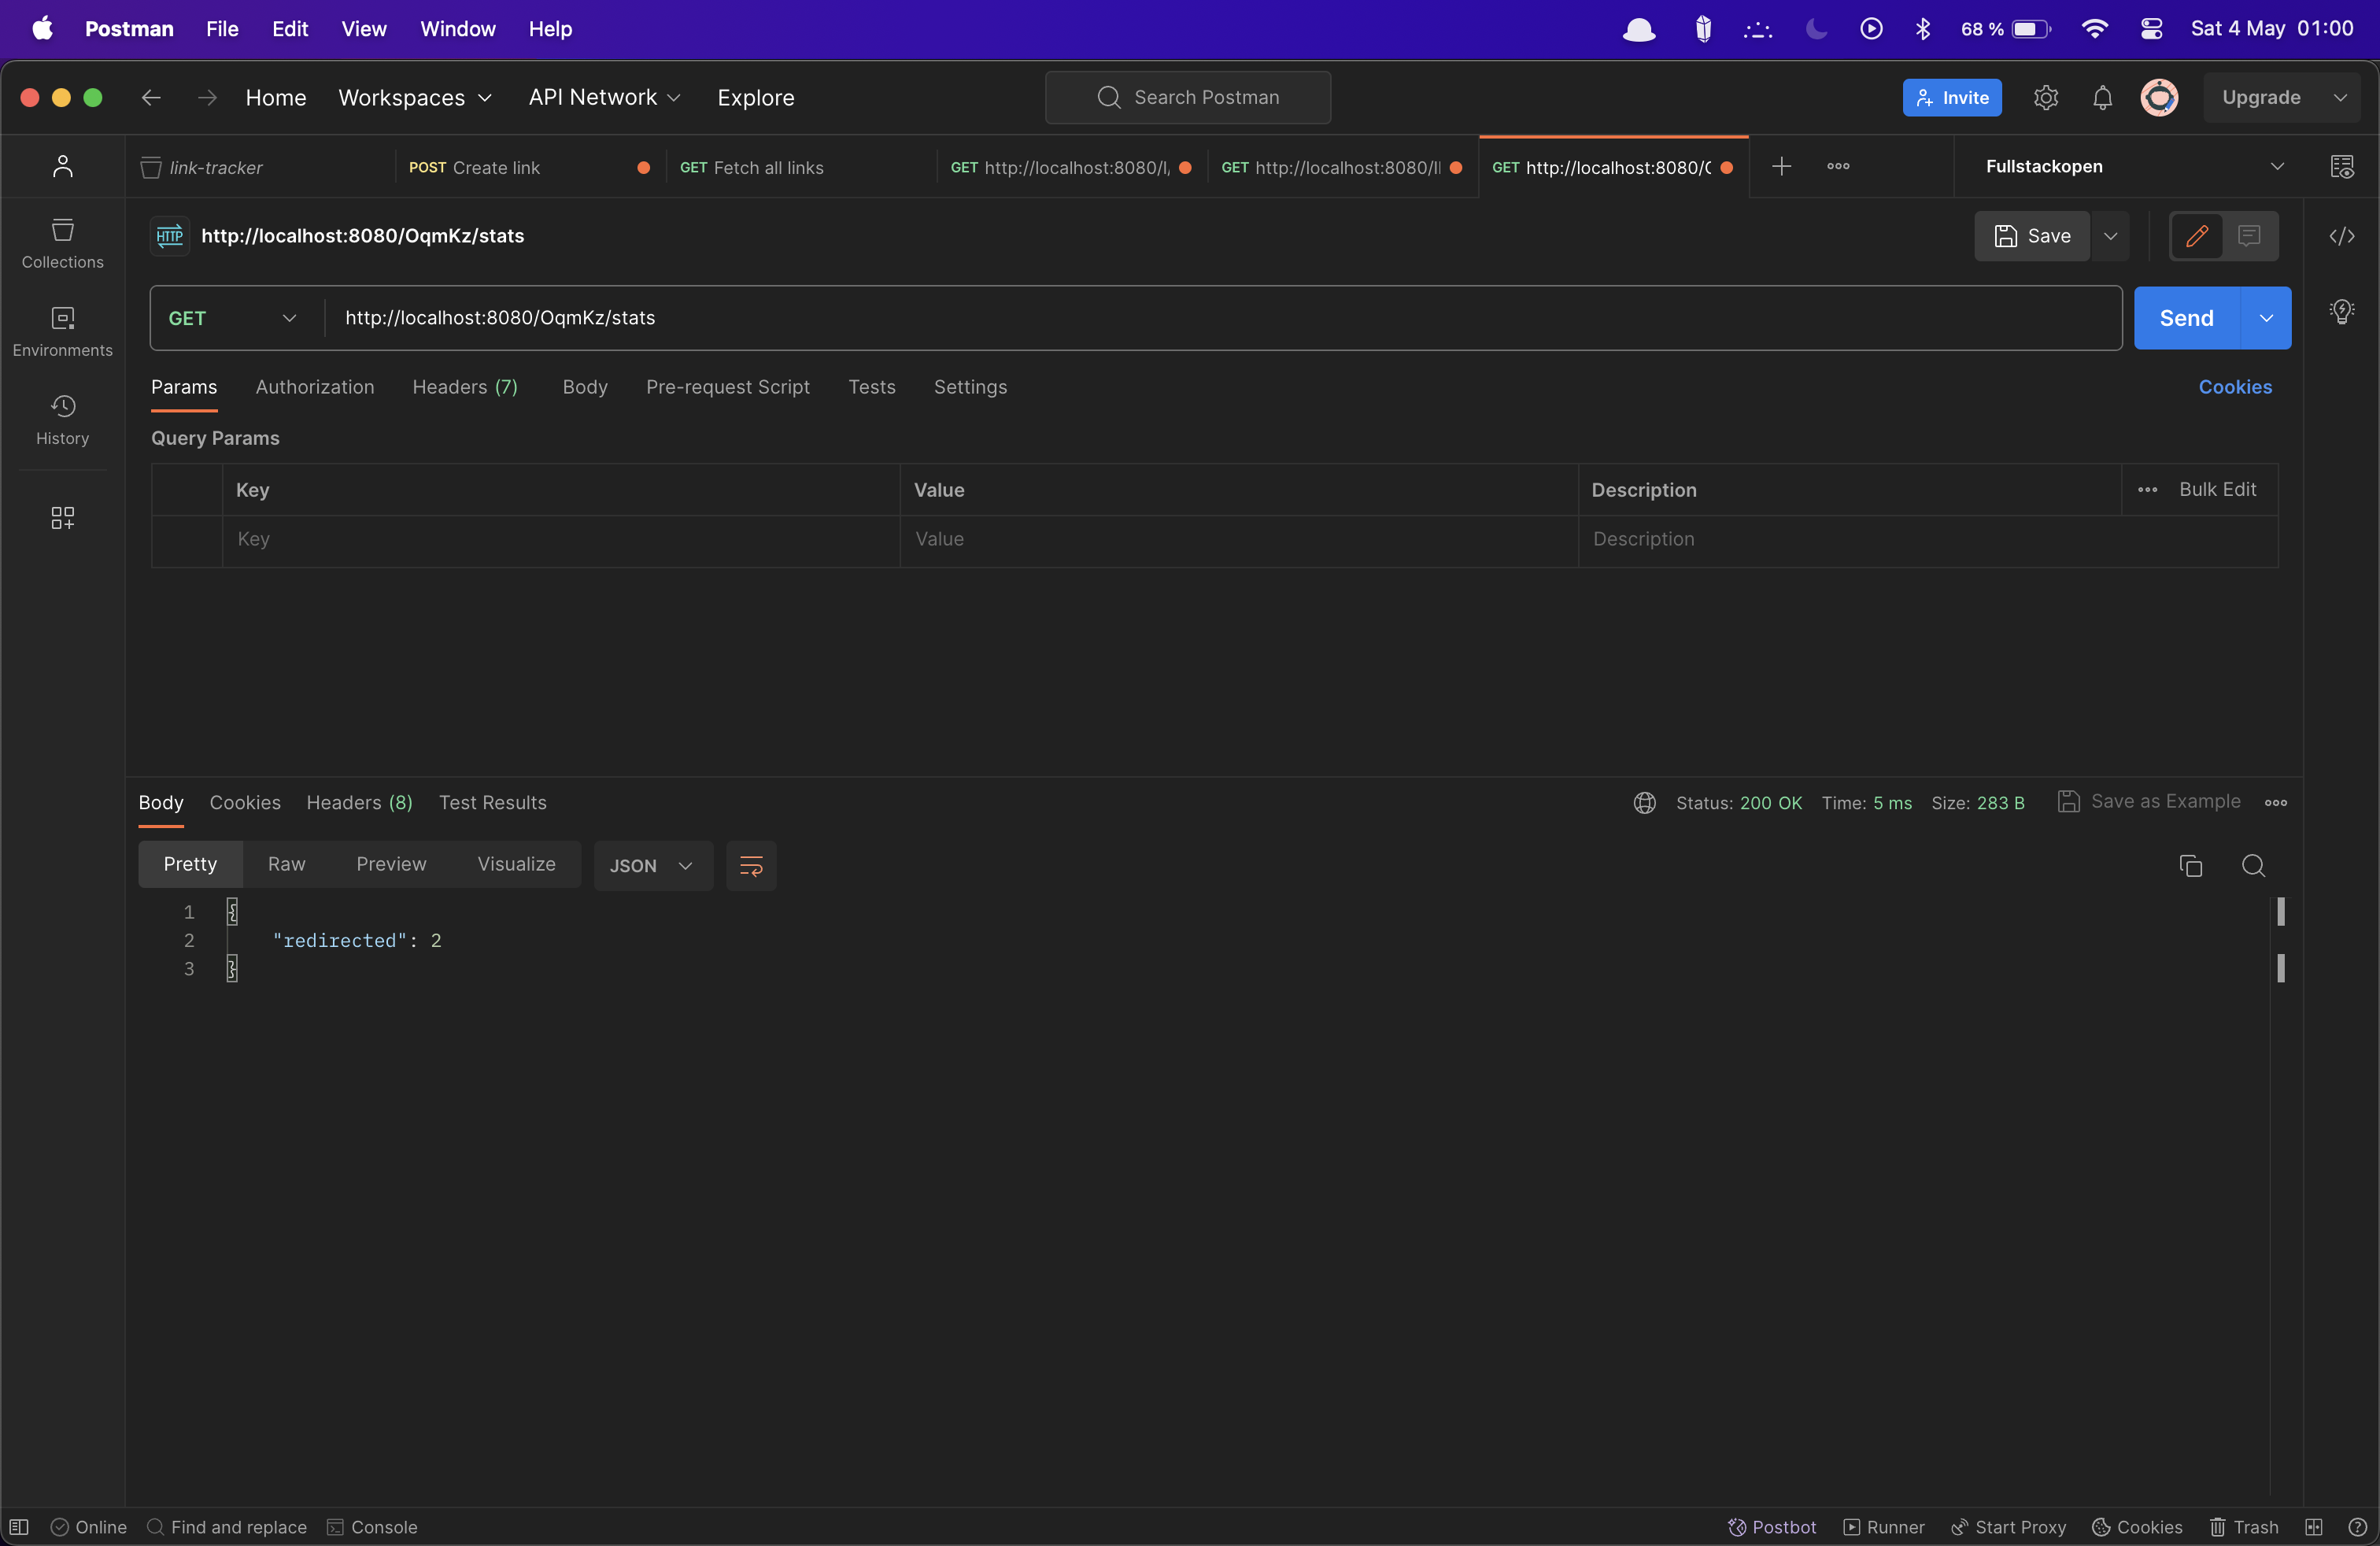 Postman File Edit View Window Help 68 % Sat 4 May 01:00
Home Workspaces API Network Explore Search Postman Invite Upgrade
link-tracker POST Create link GET Fetch all links GET http://localhost:8080/ GET http://localhost:8080/ GET http://localhost:8080/ Fullstackopen
HTTP http://localhost:8080/OqmKz/stats Save
Collections
GET http://localhost:8080/OqmKz/stats Send
Environments
Params Authorization Headers (7) Body Pre-request Script Tests Settings Cookies
History
Query Params
Key Value Description Bulk Edit
Key Value Description
Body Cookies Headers (8) Test Results Status: 200 OK Time: 5 ms Size: 283 B Save as Example
Pretty Raw Preview Visualize JSON
1 {
2 "redirected": 2
3 }
Online Find and replace Console Postbot Runner Start Proxy Cookies Trash